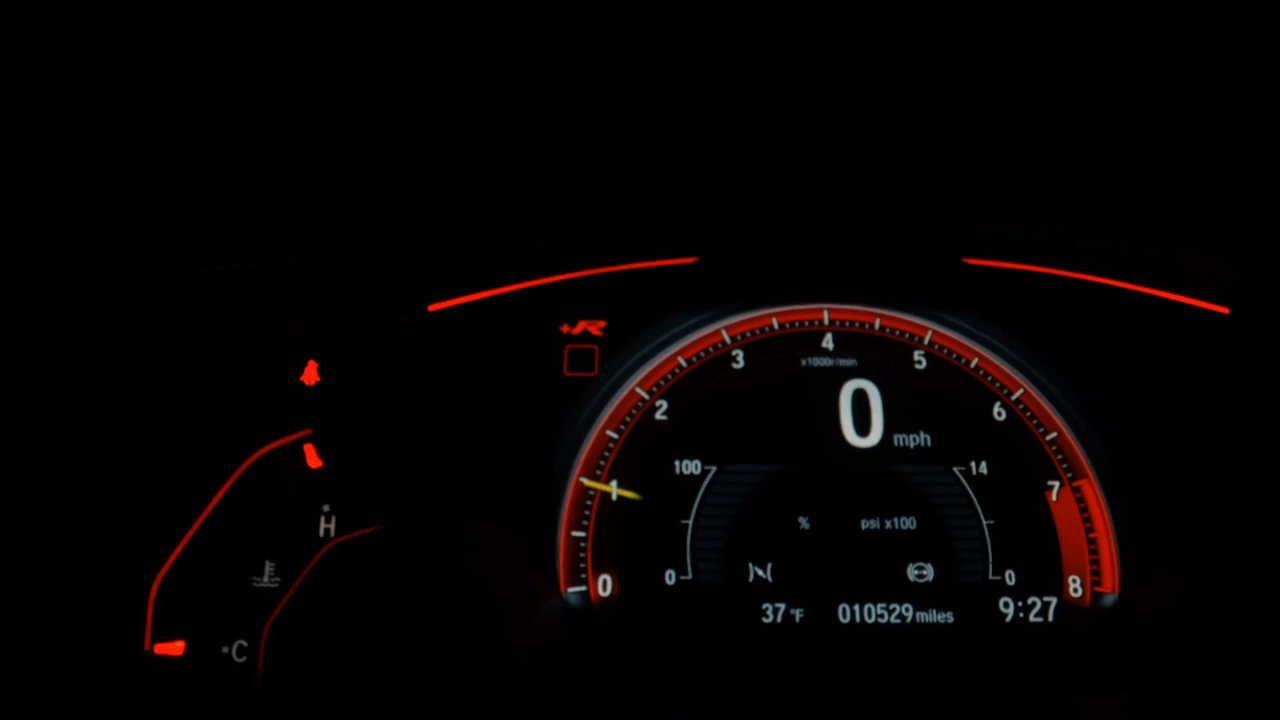 +R
4
3 5
x1000r/min
2 6
0 mph
100 14
1 7
% psi x100
H
0 0
0 8
37 °F 010529 miles 9:27
C